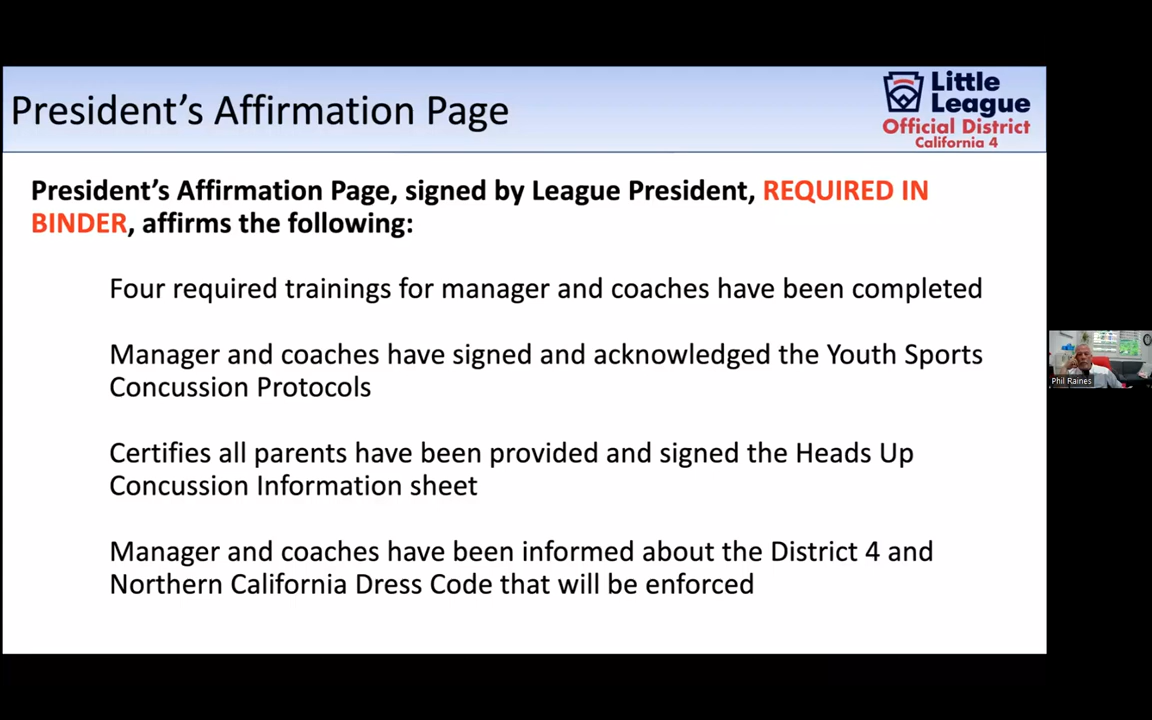 President's Affirmation Page
Little
League
Official District
California 4
President's Affirmation Page, signed by League President, REQUIRED IN
BINDER, affirms the following:
Four required trainings for manager and coaches have been completed
Manager and coaches have signed and acknowledged the Youth Sports
Concussion Protocols
Certifies all parents have been provided and signed the Heads Up
Concussion Information sheet
Manager and coaches have been informed about the District 4 and
Northern California Dress Code that will be enforced
Phil Raines